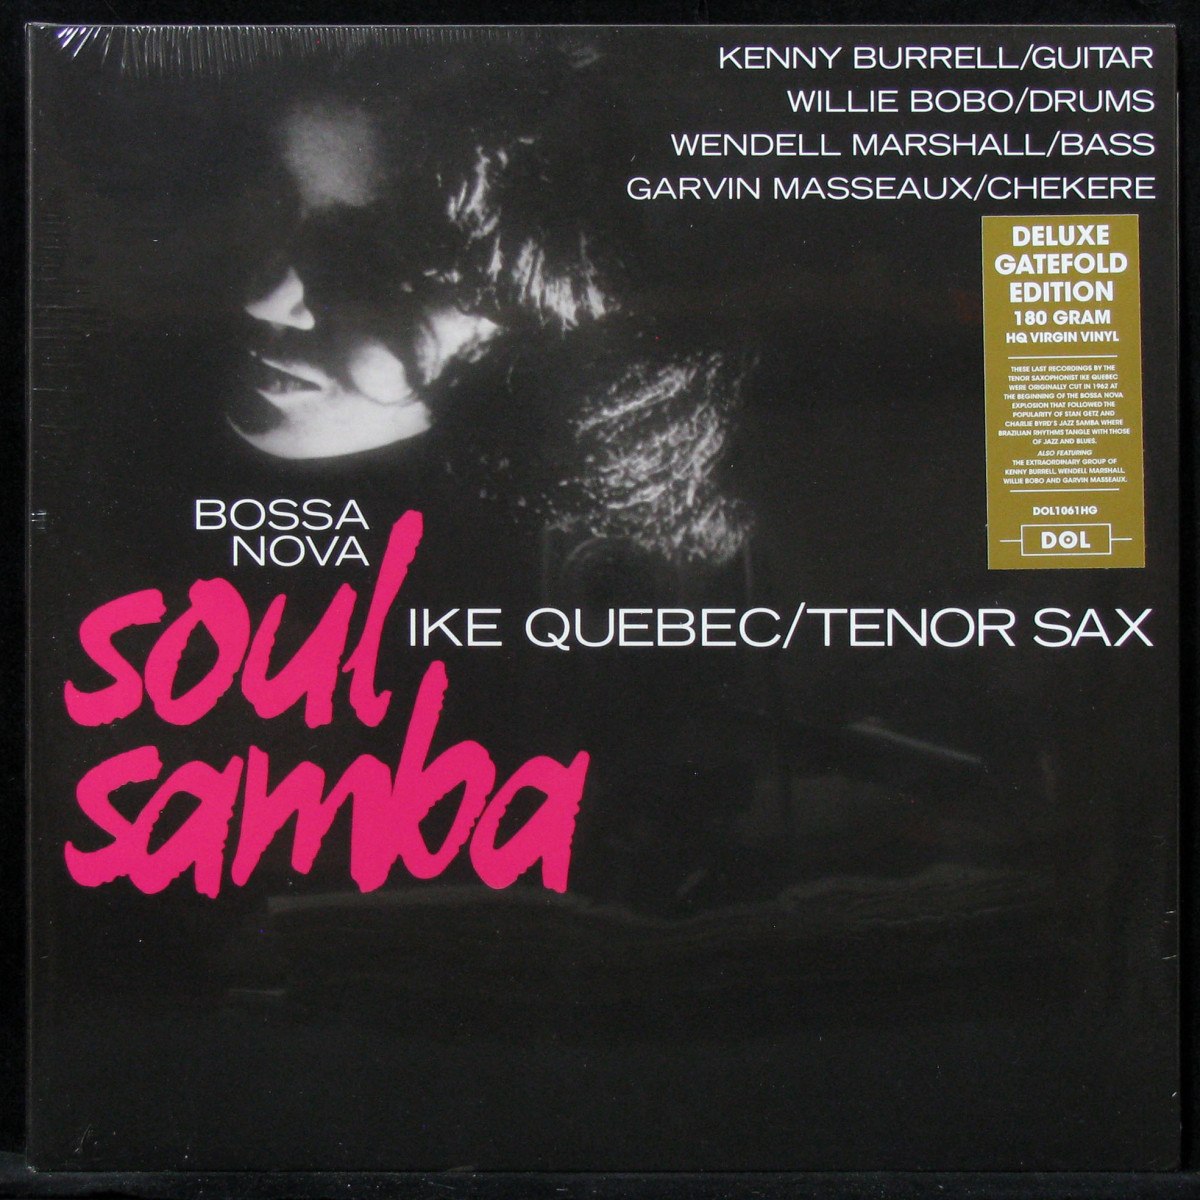 KENNY BURRELL/GUITAR
WILLIE BOBO/DRUMS
WENDELL MARSHALL/BASS
GARVIN MASSEAUX/CHEKERE
DELUXE
GATEFOLD
EDITION
180 GRAM
HQ VIRGIN VINYL
THESE LAST RECORDINGS BY THE
TENOR SAXOPHONIST IKE QUEBEC
WERE ORIGINALLY CUT IN 1962 AT
THE BEGINNING OF THE BOSSA NOVA
EXPLOSION THAT FOLLOWED THE
POPULARITY OF STAN GETZ AND
CHARLIE BYRD'S JAZZ SAMBA WHERE
BRAZILIAN RHYTHMS TANGLE WITH THOSE
OF JAZZ AND BLUES.
ALSO FEATURING
THE EXTRAORDINARY GROUP OF
KENNY BURRELL, WENDELL MARSHALL,
WILLIE BOBO AND GARVIN MASSEAUX.
DOL1061HG
DOL
BOSSA
NOVA
soul
samba
IKE QUEBEC/TENOR SAX